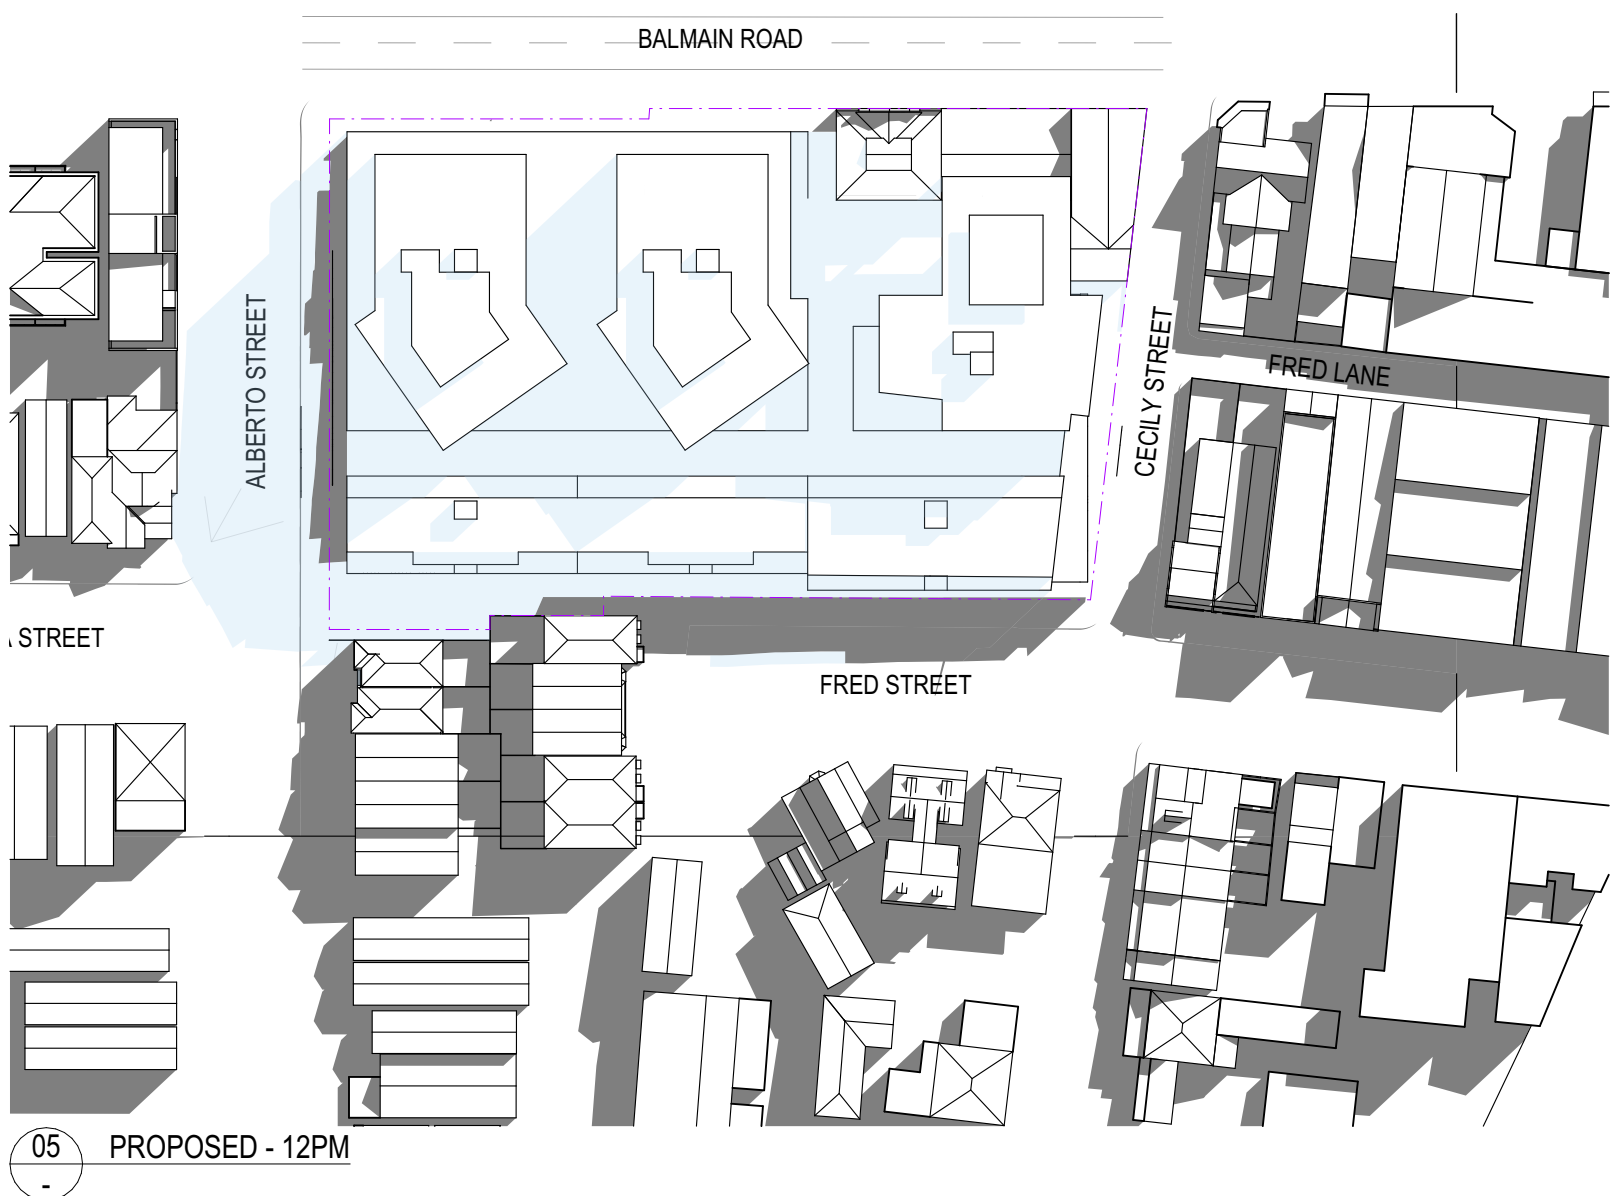 BALMAIN ROAD
ALBERTO STREET
CECILY STREET
FRED LANE
STREET
FRED STREET
05
-
PROPOSED - 12PM